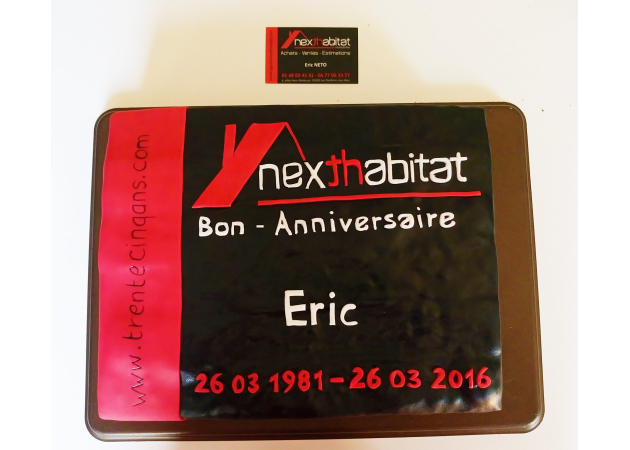 nexthabitat
Achats - Ventes - Estimations
Eric NETO
www.trentecinqans.com
nexthabitat
Bon - Anniversaire
Eric
26 03 1981 - 26 03 2016